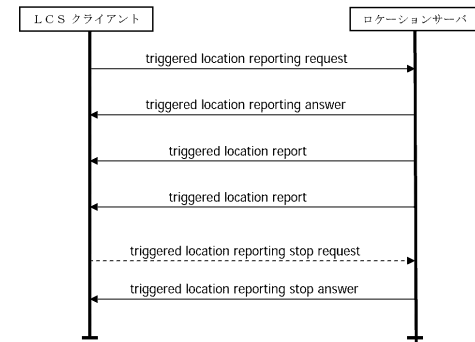 LCS クライアント
ロケーションサーバ
triggered location reporting request
triggered location reporting answer
triggered location report
triggered location report
triggered location reporting stop request
triggered location reporting stop answer